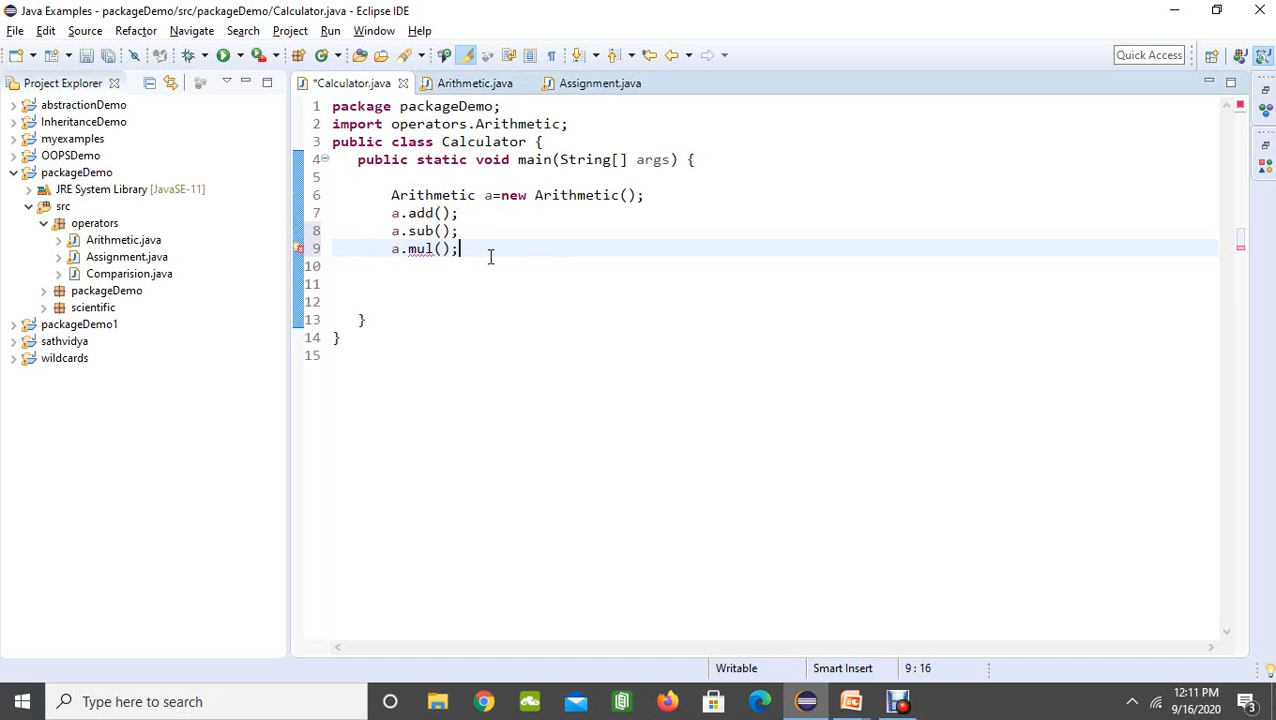 Java Examples - packageDemo/src/packageDemo/Calculator.java - Eclipse IDE
File Edit Source Refactor Navigate Search Project Run Window Help
Quick Access
Project Explorer
abstractionDemo
InheritanceDemo
myexamples
OOPSDemo
packageDemo
JRE System Library [JavaSE-11]
src
operators
Arithmetic.java
Assignment.java
Comparision.java
packageDemo
scientific
packageDemo1
sathvidya
wildcards
*Calculator.java Arithmetic.java Assignment.java
1 package packageDemo;
2 import operators.Arithmetic;
3 public class Calculator {
4 public static void main(String[] args) {
5
6 Arithmetic a=new Arithmetic();
7 a.add();
8 a.sub();
9 a.mul();
10
11
12
13 }
14 }
15
Writable Smart Insert 9 : 16
Type here to search
12:11 PM
9/16/2020
3